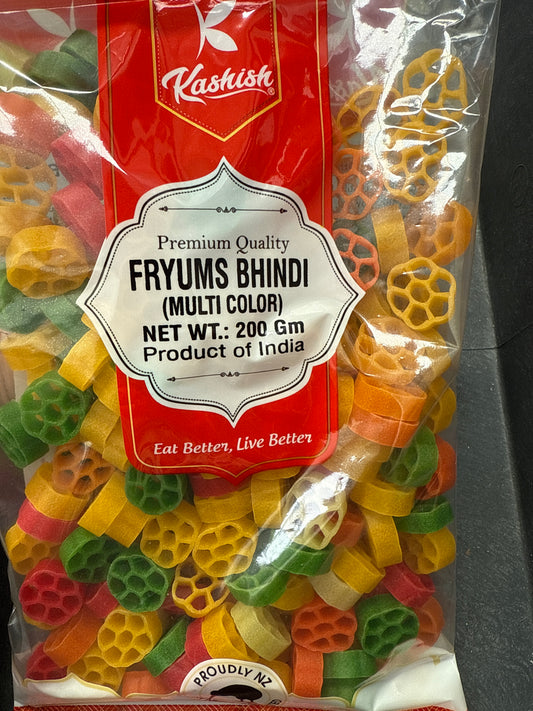 Kashish®
Premium Quality
FRYUMS BHINDI
(MULTI COLOR)
NET WT.: 200 Gm
Product of India
Eat Better, Live Better
PROUDLY NZ